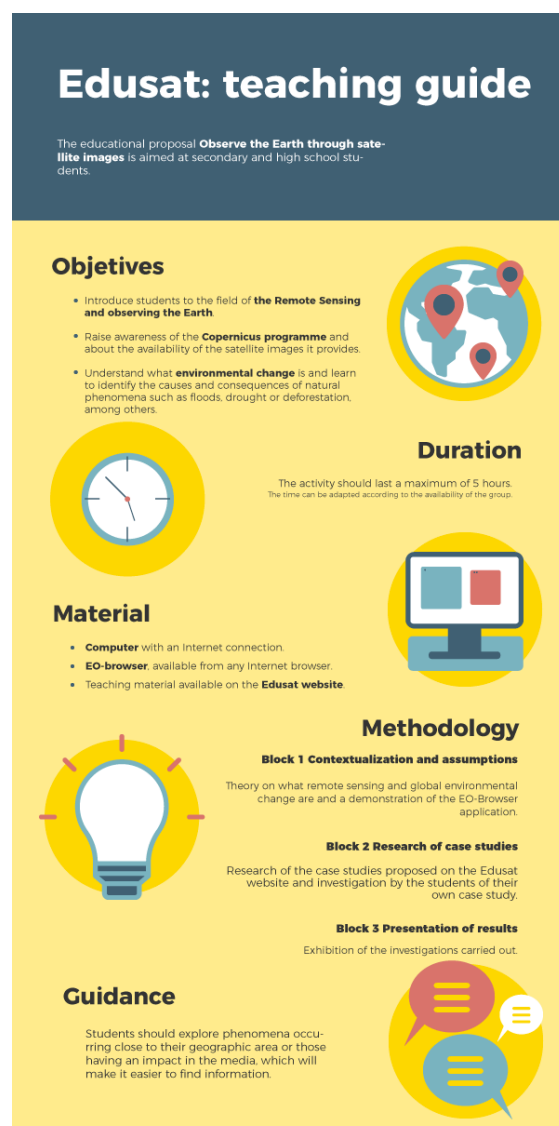 Edusat: teaching guide
The educational proposal Observe the Earth through sate-
llite images is aimed at secondary and high school stu-
dents.
Objetives
• Introduce students to the field of the Remote Sensing
and observing the Earth.
• Raise awareness of the Copernicus programme and
about the availability of the satellite images it provides.
• Understand what environmental change is and learn
to identify the causes and consequences of natural
phenomena such as floods, drought or deforestation,
among others.
Duration
The activity should last a maximum of 5 hours.
The time can be adapted according to the availability of the group.
Material
• Computer with an Internet connection.
• EO-browser, available from any Internet browser.
• Teaching material available on the Edusat website.
Methodology
Block 1 Contextualization and assumptions
Theory on what remote sensing and global environmental
change are and a demonstration of the EO-Browser
application.
Block 2 Research of case studies
Research of the case studies proposed on the Edusat
website and investigation by the students of their
own case study.
Block 3 Presentation of results
Exhibition of the investigations carried out.
Guidance
Students should explore phenomena occu-
rring close to their geographic area or those
having an impact in the media, which will
make it easier to find information.